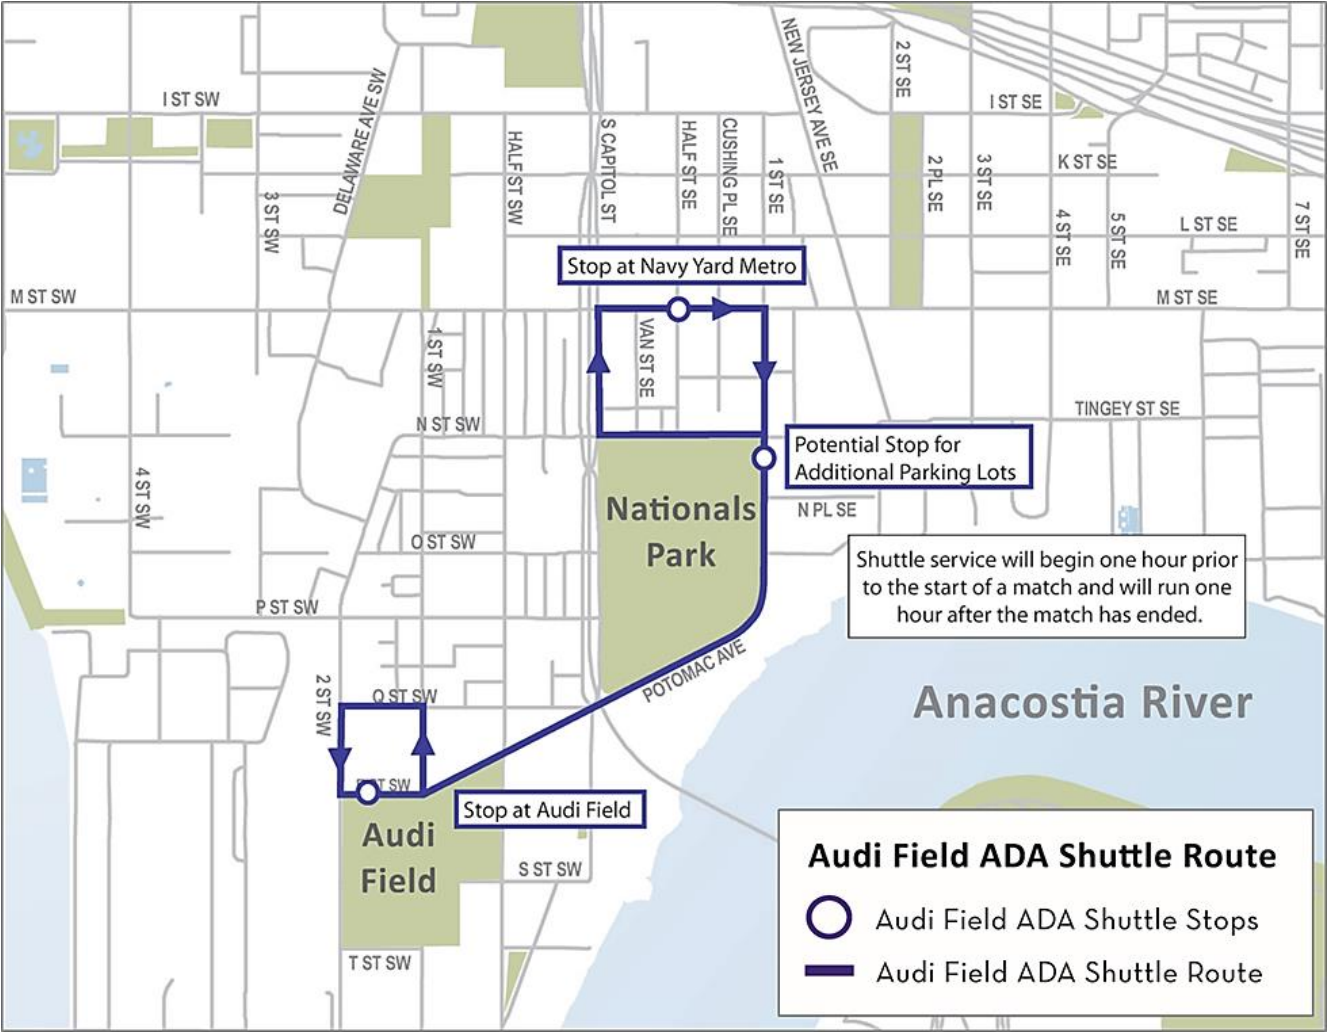 I ST SW
DELAWARE AVE SW
3 ST SW
HALF ST SW
S CAPITOL ST
HALF ST SE
CUSHING PL SE
1 ST SE
NEW JERSEY AVE SE
2 ST SE
I ST SE
2 PL SE
3 ST SE
K ST SE
4 ST SE
5 ST SE
L ST SE
7 ST SE
Stop at Navy Yard Metro
M ST SW
M ST SE
1 ST SW
VAN ST SE
N ST SW
TINGEY ST SE
Potential Stop for
Additional Parking Lots
4 ST SW
Nationals
Park
N PL SE
O ST SW
Shuttle service will begin one hour prior
to the start of a match and will run one
hour after the match has ended.
P ST SW
POTOMAC AVE
2 ST SW
Q ST SW
Anacostia River
ST SW
Stop at Audi Field
Audi
Field
S ST SW
T ST SW
Audi Field ADA Shuttle Route
Audi Field ADA Shuttle Stops
Audi Field ADA Shuttle Route